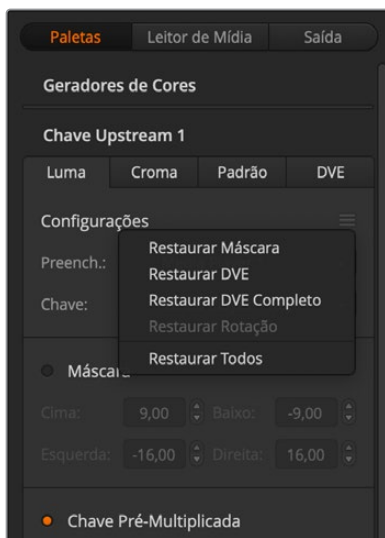 Paletas Leitor de Mídia Saída
Geradores de Cores
Chave Upstream 1
Luma Croma Padrão DVE
Configurações
Restaurar Máscara
Preench.:
Restaurar DVE
Chave:
Restaurar DVE Completo
Restaurar Rotação
Restaurar Todos
Máscara
Cima: 9,00 Baixo: -9,00
Esquerda: -16,00 Direita: 16,00
Chave Pré-Multiplicada